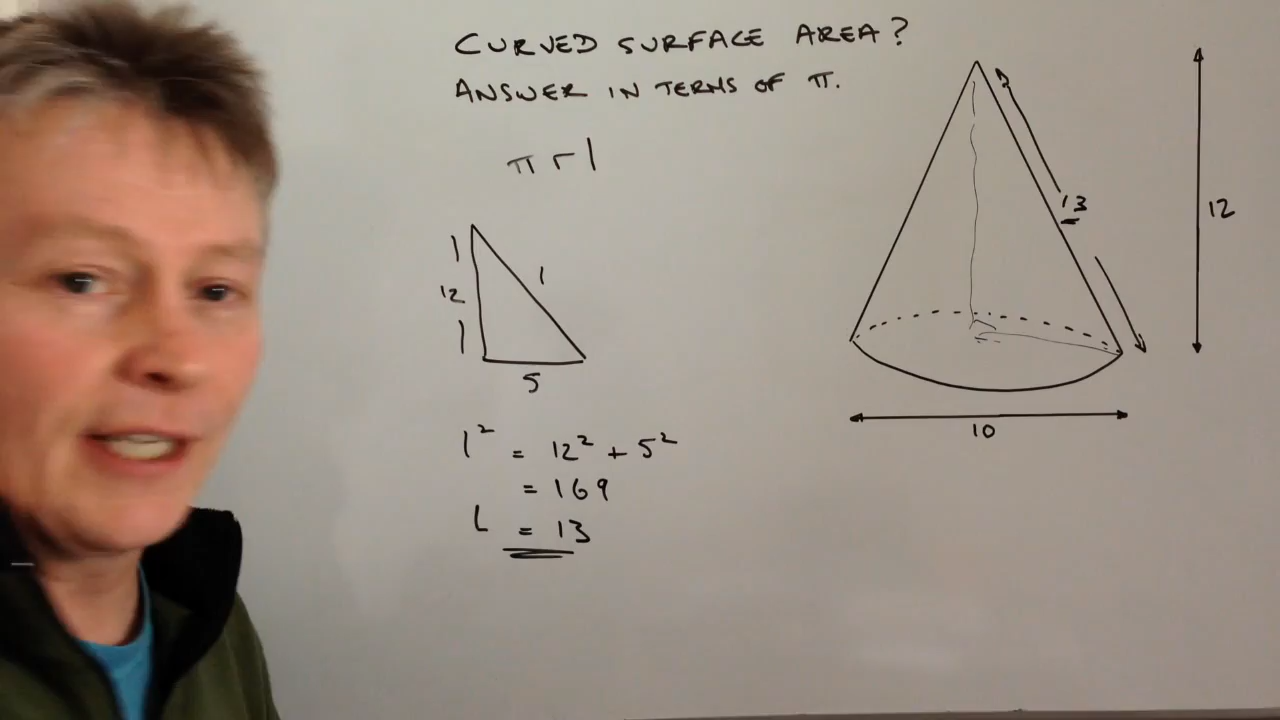 CURVED SURFACE AREA?
ANSWER IN TERMS OF π.
π r l
12
l
5
l² = 12² + 5²
= 169
L = 13
13
12
10